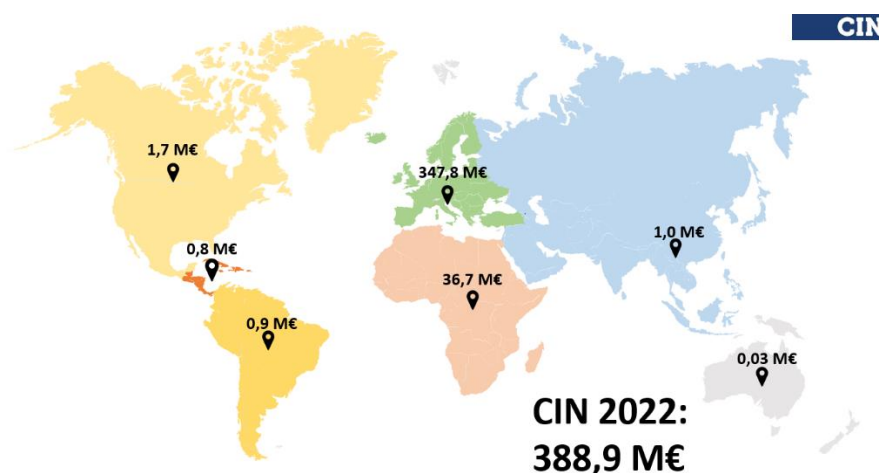 CIN
1,7 M€
347,8 M€
1,0 M€
0,8 M€
36,7 M€
0,9 M€
0,03 M€
CIN 2022:
388,9 M€